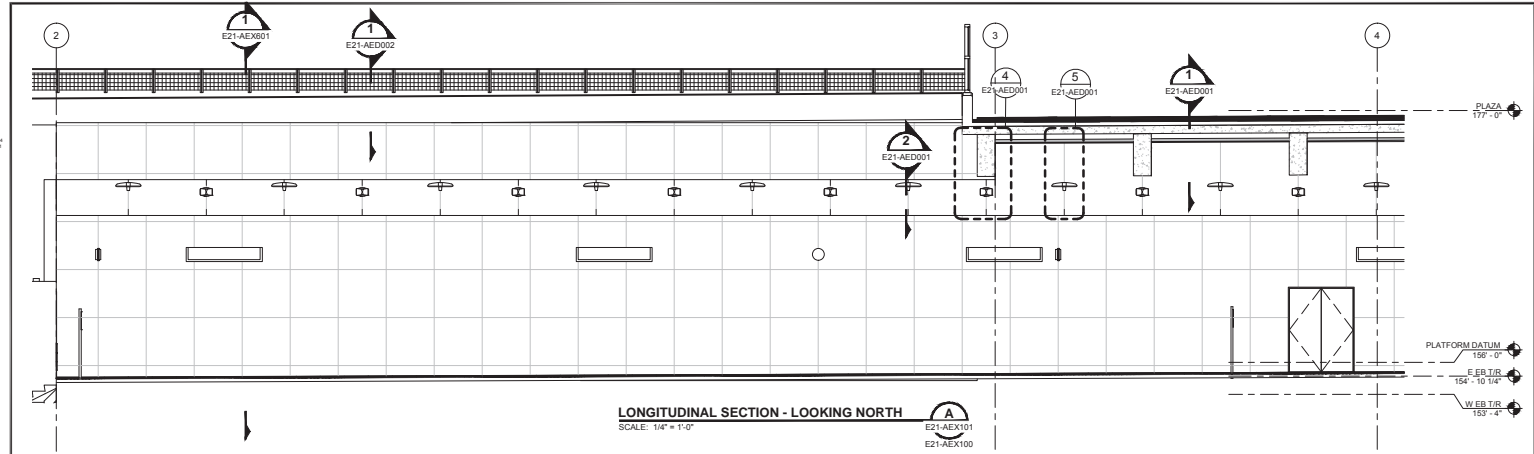 1
E21-AEX601
1
E21-AED002
2
3
4
4
E21-AED001
5
E21-AED001
1
E21-AED001
2
E21-AED001
PLAZA
177' - 0"
PLATFORM DATUM
156' - 0"
E EB T/R
154' - 10 1/4"
W EB T/R
153' - 4"
LONGITUDINAL SECTION - LOOKING NORTH
SCALE: 1/4" = 1'-0"
A
E21-AEX101
E21-AEX100